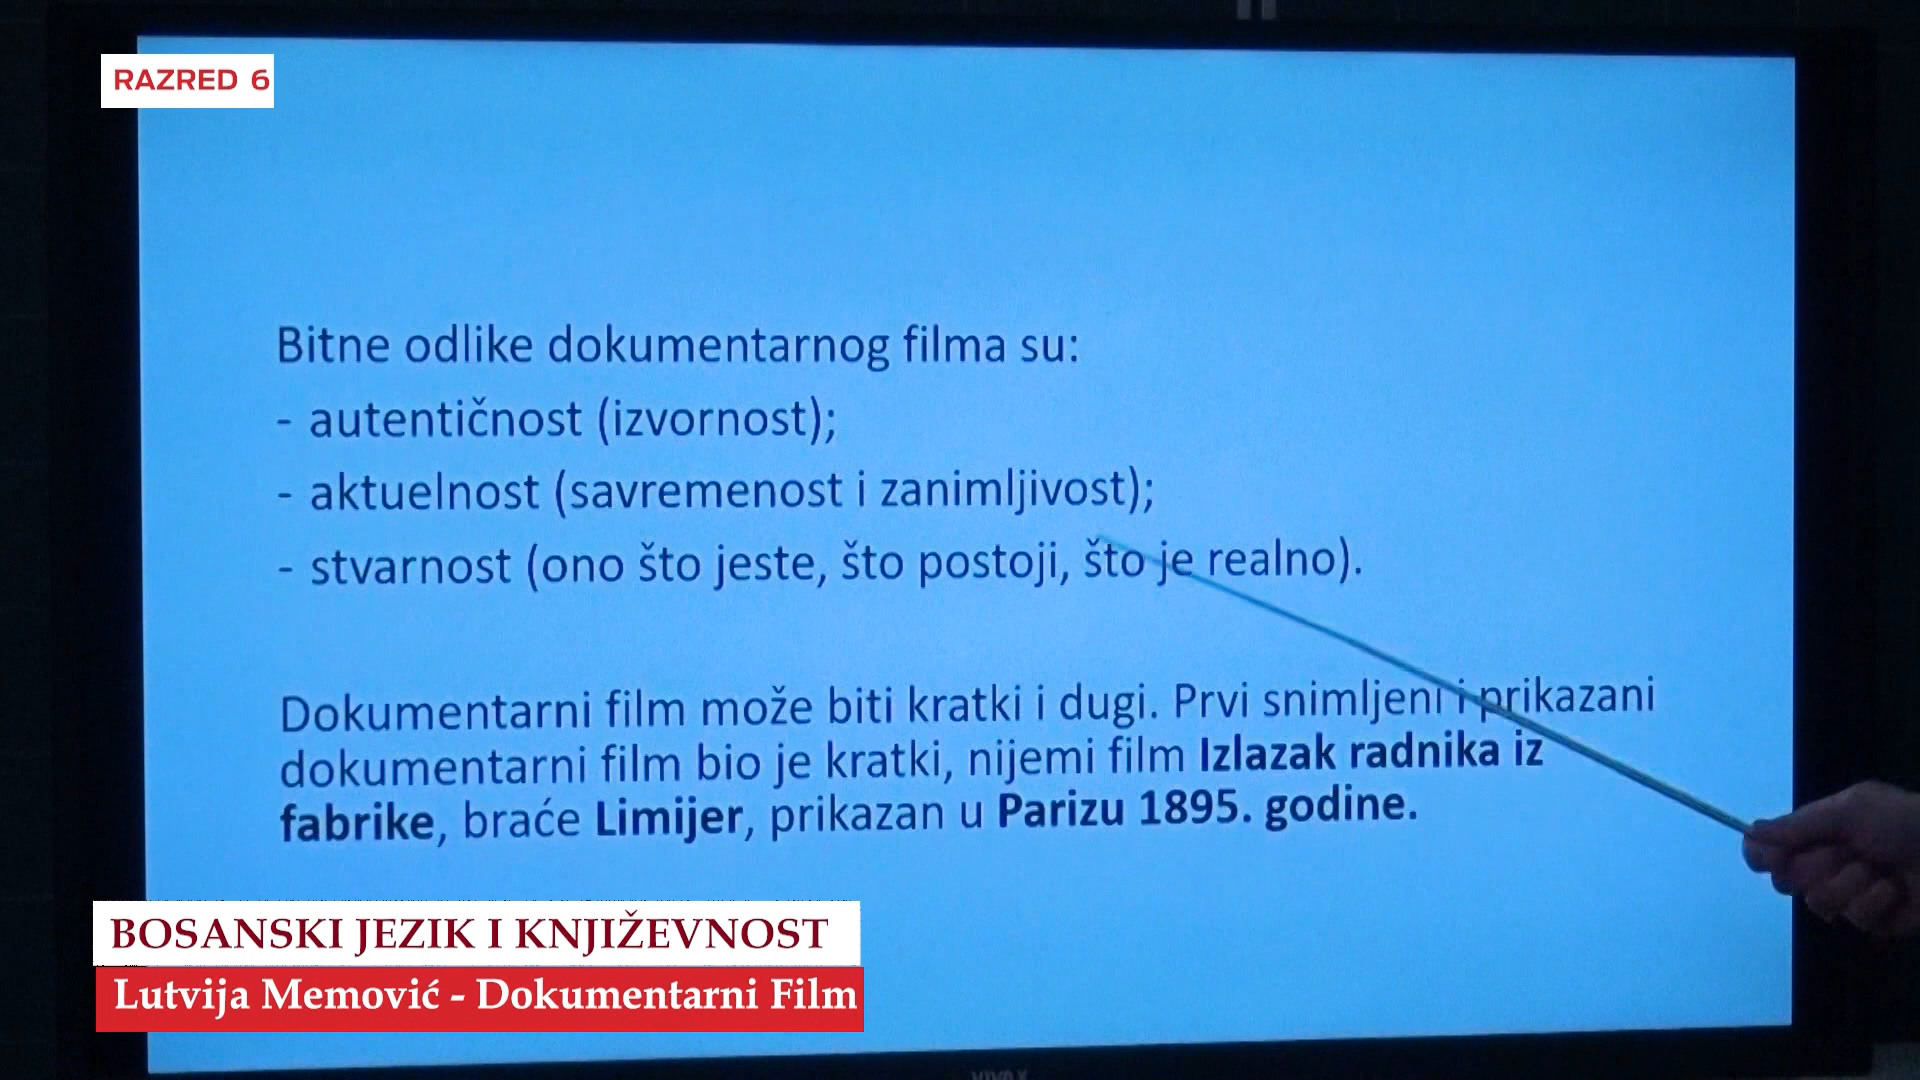 RAZRED 6
Bitne odlike dokumentarnog filma su:
- autentičnost (izvornost);
- aktuelnost (savremenost i zanimljivost);
- stvarnost (ono što jeste, što postoji, što je realno).
Dokumentarni film može biti kratki i dugi. Prvi snimljeni i prikazani
dokumentarni film bio je kratki, nijemi film Izlazak radnika iz
fabrike, braće Limijer, prikazan u Parizu 1895. godine.
BOSANSKI JEZIK I KNJIŽEVNOST
Lutvija Memović - Dokumentarni Film